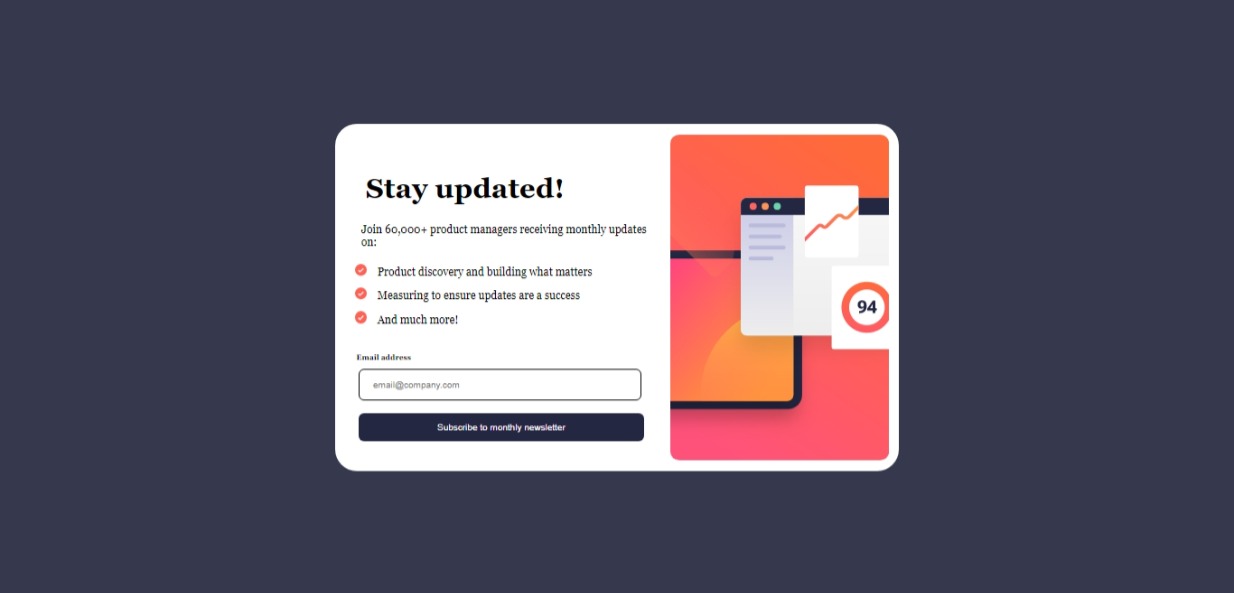 Stay updated!
Join 60,000+ product managers receiving monthly updates
on:
Product discovery and building what matters
Measuring to ensure updates are a success
And much more!
Email address
email@company.com
Subscribe to monthly newsletter
94